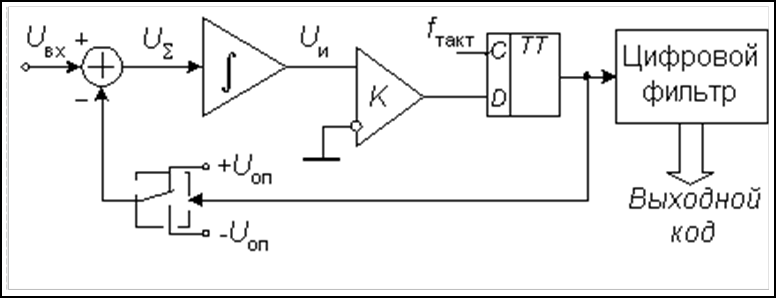 Uвх + UΣ ∫ Uи K fтакт C TT D
−
Цифровой
фильтр
+Uоп
-Uоп
Выходной
код